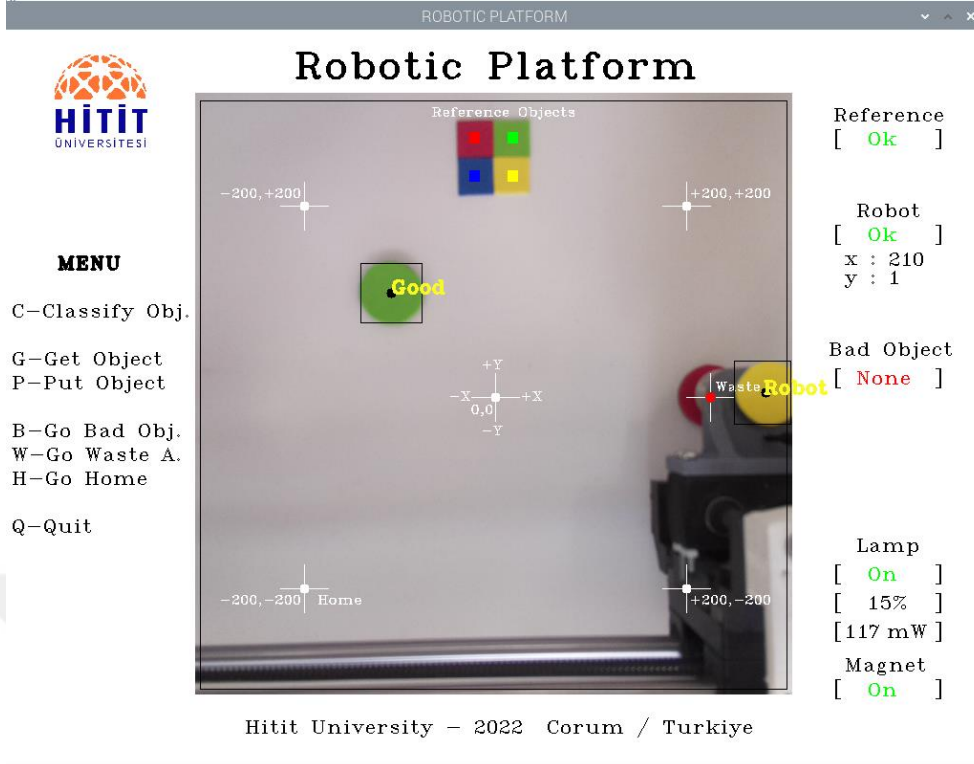 ROBOTIC PLATFORM
Robotic Platform
HİTİT
ÜNİVERSİTESİ
MENU
C-Classify Obj.
G-Get Object
P-Put Object
B-Go Bad Obj.
W-Go Waste A.
H-Go Home
Q-Quit
Reference Objects
-200,+200
+200,+200
Good
+Y
-X
+X
0,0
-Y
Waste
Robot
-200,-200
Home
+200,-200
Reference
[ Ok ]
Robot
[ Ok ]
x : 210
y : 1
Bad Object
[ None ]
Lamp
[ On ]
[ 15% ]
[117 mW ]
Magnet
[ On ]
Hitit University - 2022 Corum / Turkiye